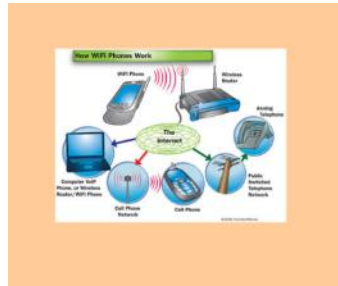 How WiFi Phones Work
WiFi Phone
Wireless
Router
Analog
Telephone
The
Internet
Computer VoIP
Phone, or Wireless
Router/WiFi Phone
Cell Phone
Network
Cell Phone
Public
Switched
Telephone
Network